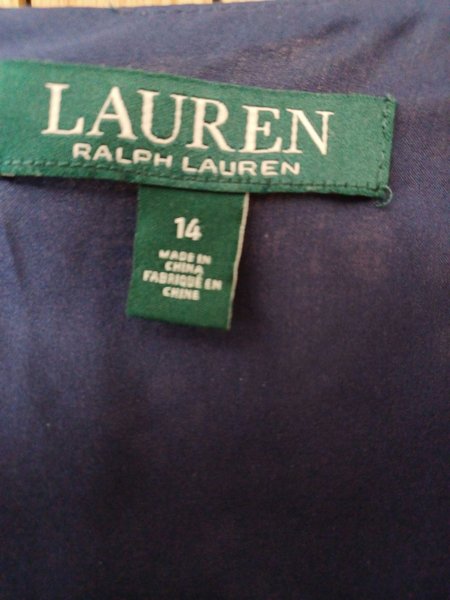 LAUREN
RALPH LAUREN
14
MADE IN
CHINA
FABRIQUÉ EN
CHINE